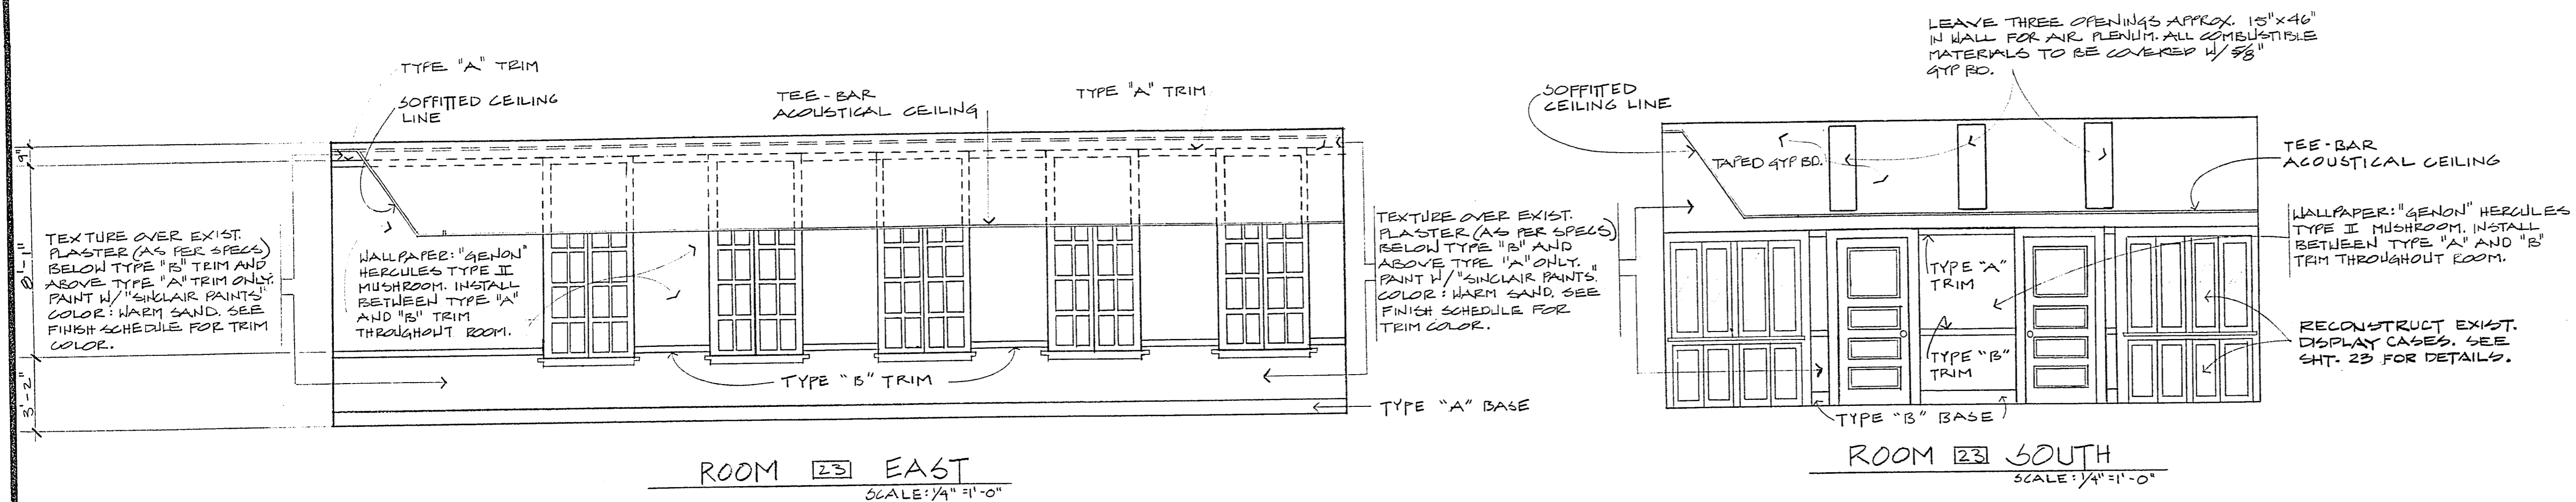 TYPE "A" TRIM
SOFFITTED CEILING
LINE
TEE-BAR
ACOUSTICAL CEILING
TYPE "A" TRIM
9"
8'-1"
3'-2"
TEXTURE OVER EXIST.
PLASTER (AS PER SPECS)
BELOW TYPE "B" TRIM AND
ABOVE TYPE "A" TRIM ONLY.
PAINT W/ "SINCLAIR PAINTS"
COLOR: WARM SAND. SEE
FINISH SCHEDULE FOR TRIM
COLOR.
WALLPAPER: "GENON"
HERCULES TYPE II
MUSHROOM. INSTALL
BETWEEN TYPE "A"
AND "B" TRIM
THROUGHOUT ROOM.
TYPE "B" TRIM
TEXTURE OVER EXIST.
PLASTER (AS PER SPECS)
BELOW TYPE "B" AND
ABOVE TYPE "A" ONLY.
PAINT W/ "SINCLAIR PAINTS"
COLOR: WARM SAND. SEE
FINISH SCHEDULE FOR
TRIM COLOR.
TYPE "A" BASE
ROOM 23 EAST
SCALE: 1/4" = 1'-0"
LEAVE THREE OPENINGS APPROX. 15"x46"
IN WALL FOR AIR PLENUM. ALL COMBUSTIBLE
MATERIALS TO BE COVERED W/ 5/8"
GYP BD.
SOFFITTED
CEILING LINE
TAPED GYP BD.
TEE-BAR
ACOUSTICAL CEILING
WALLPAPER: "GENON" HERCULES
TYPE II MUSHROOM. INSTALL
BETWEEN TYPE "A" AND "B"
TRIM THROUGHOUT ROOM.
TYPE "A"
TRIM
TYPE "B"
TRIM
RECONSTRUCT EXIST.
DISPLAY CASES. SEE
SHT. 23 FOR DETAILS.
TYPE "B" BASE
ROOM 23 SOUTH
SCALE: 1/4" = 1'-0"